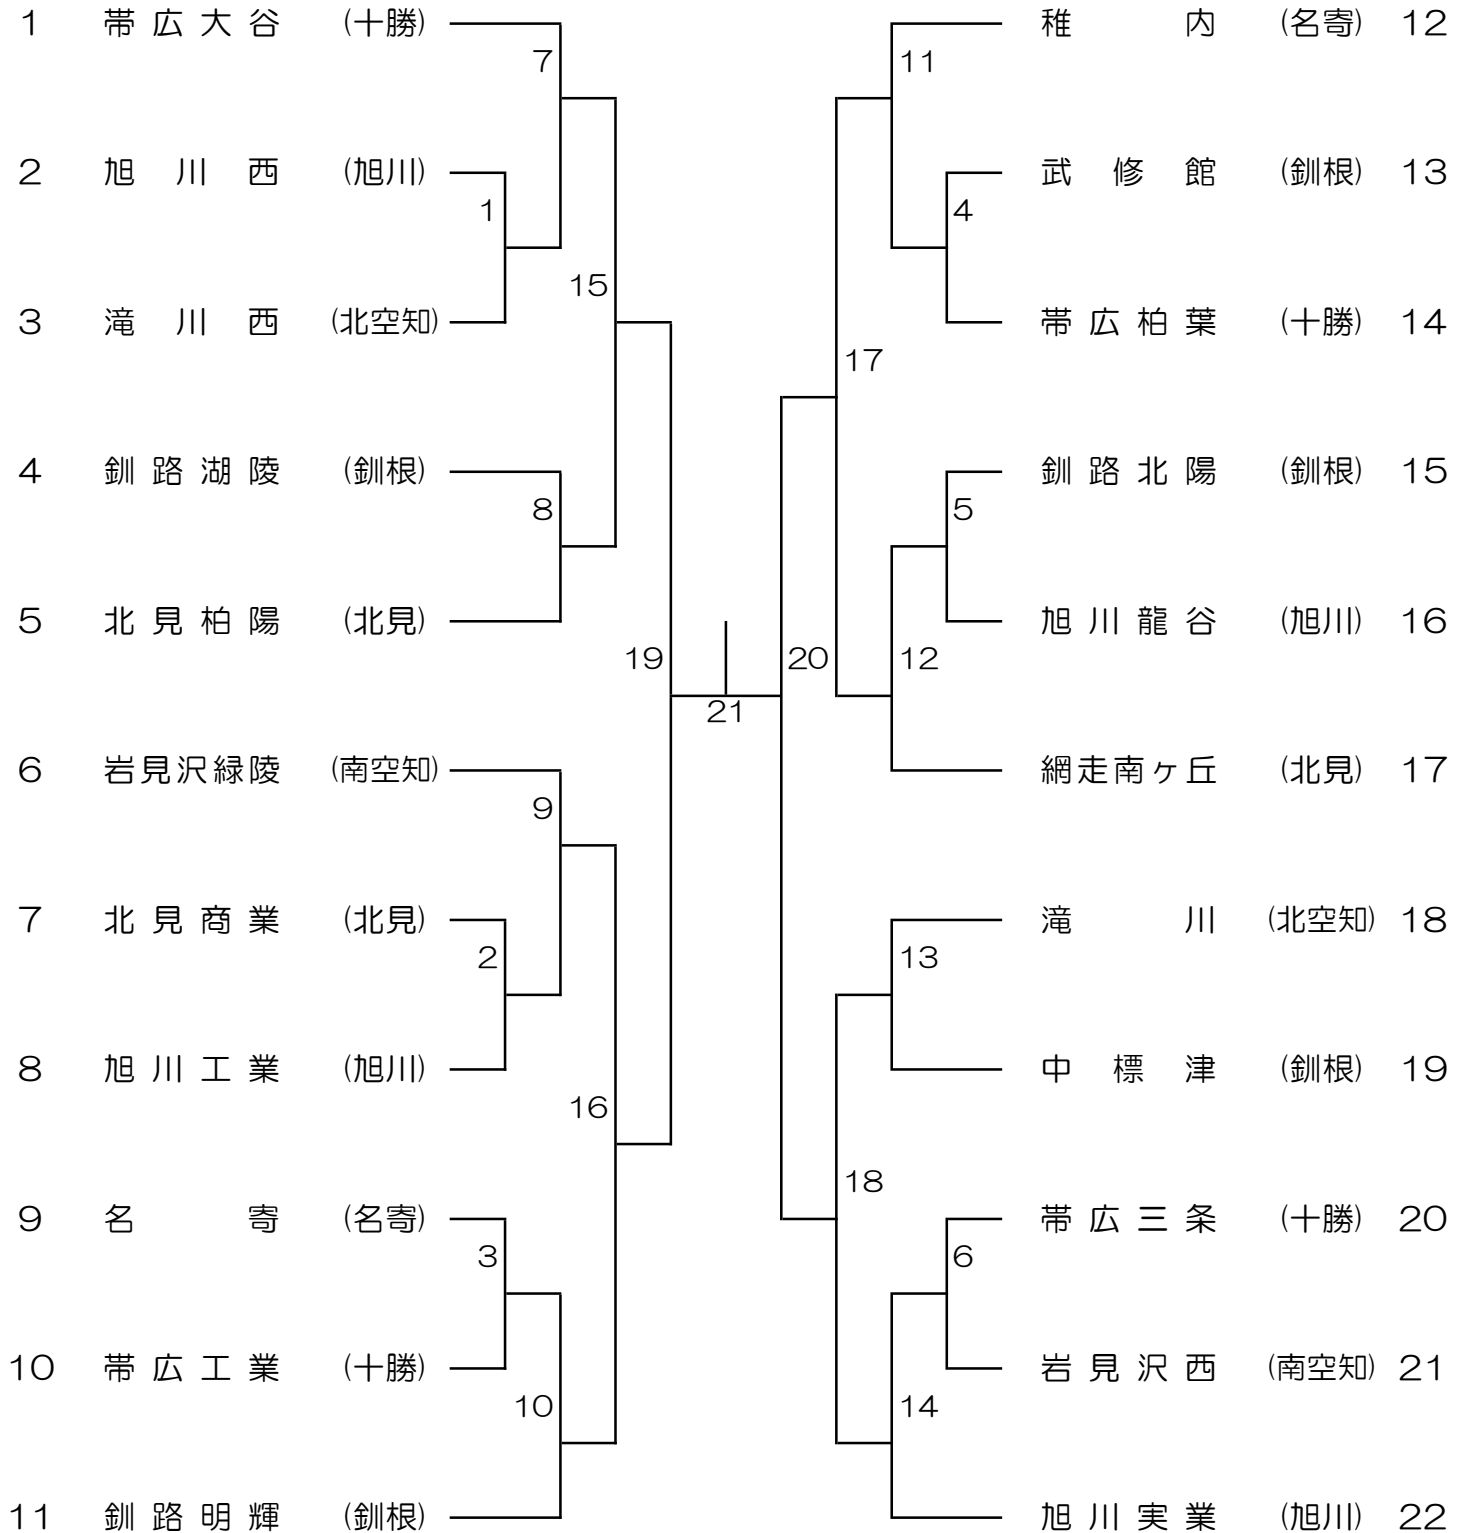 1 帯広大谷 (十勝)
7
2 旭川西 (旭川)
1
3 滝川西 (北空知)
15
4 釧路湖陵 (釧根)
8
5 北見柏陽 (北見)
19
6 岩見沢緑陵 (南空知)
9
7 北見商業 (北見)
2
8 旭川工業 (旭川)
16
9 名寄 (名寄)
3
10 帯広工業 (十勝)
10
11 釧路明輝 (釧根)
21
稚内 (名寄) 12
11
武修館 (釧根) 13
4
帯広柏葉 (十勝) 14
17
釧路北陽 (釧根) 15
5
旭川龍谷 (旭川) 16
20
12
網走南ヶ丘 (北見) 17
滝川 (北空知) 18
13
中標津 (釧根) 19
18
帯広三条 (十勝) 20
6
岩見沢西 (南空知) 21
14
旭川実業 (旭川) 22